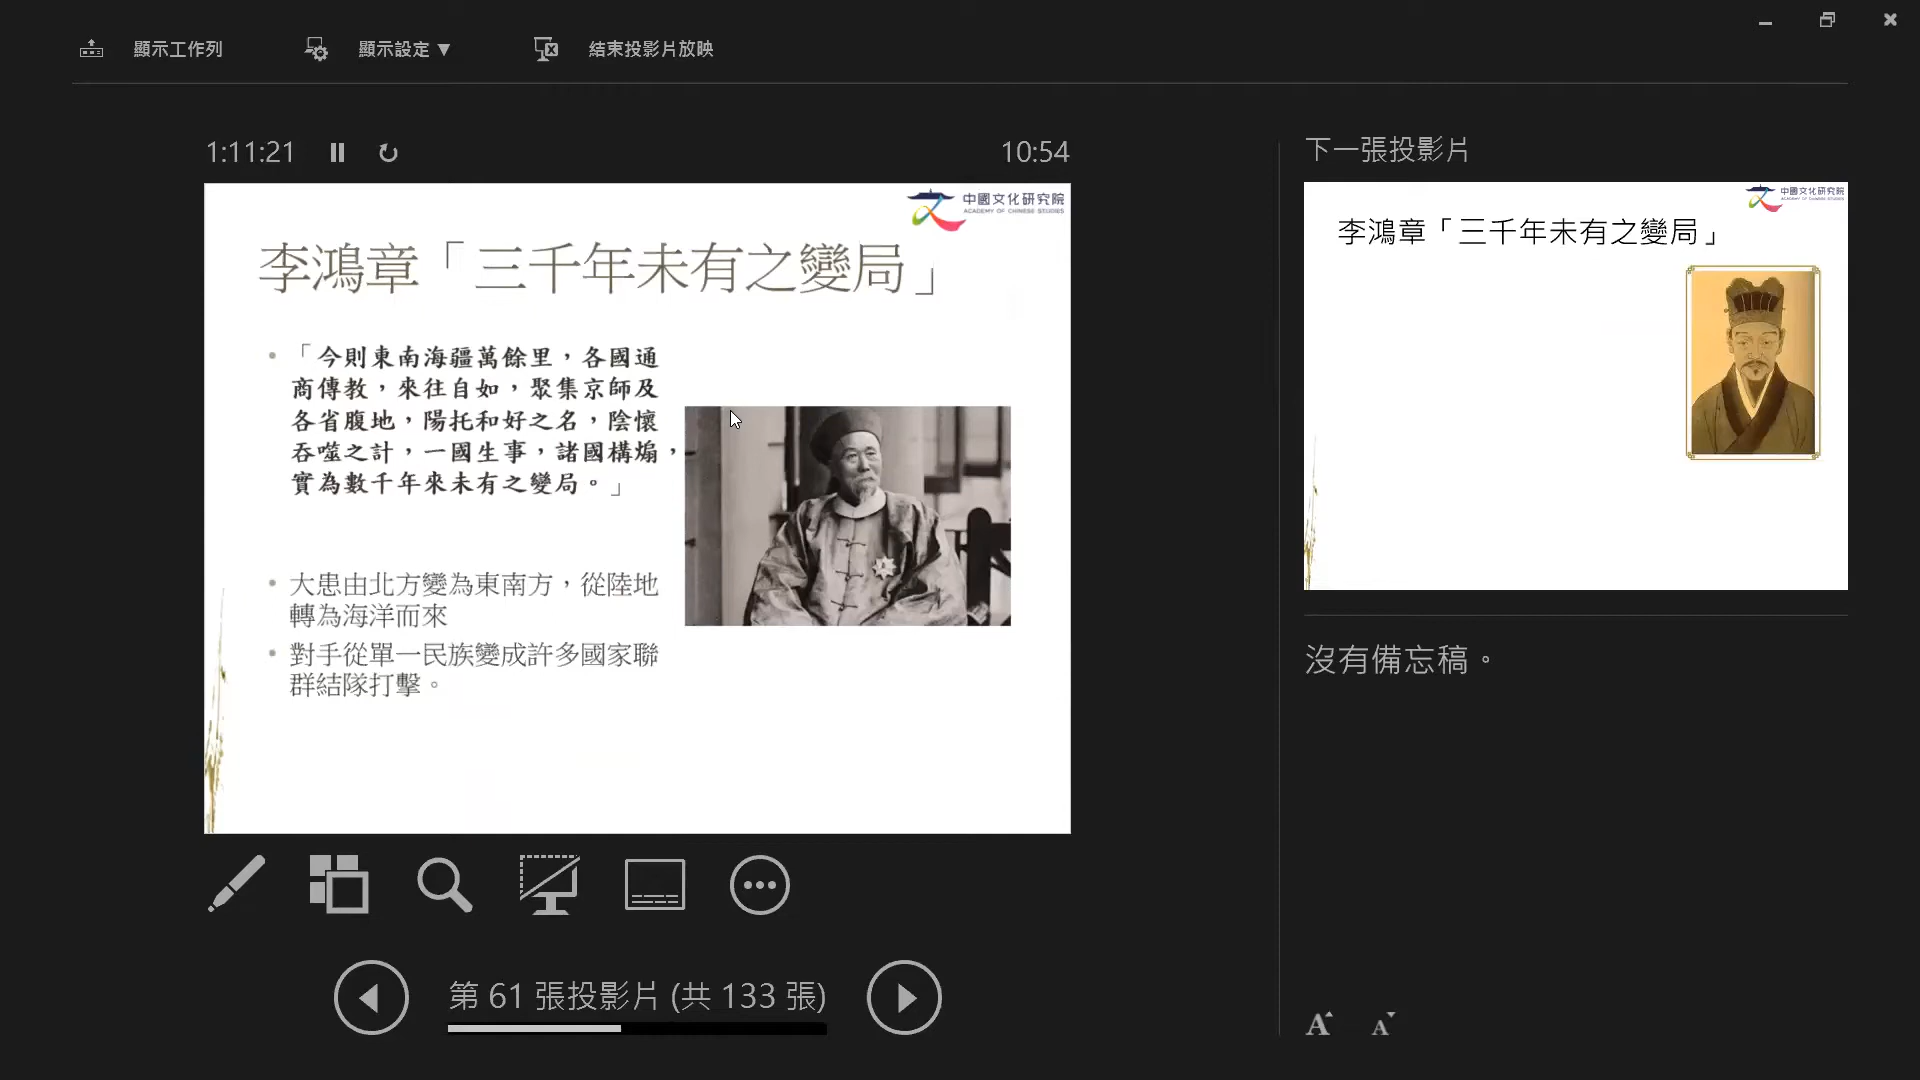 顯示工作列
顯示設定 ▼
結束投影片放映
1:11:21
10:54
中國文化研究院
ACADEMY OF CHINESE STUDIES
李鴻章「三千年未有之變局」
• 「今則東南海疆萬餘里，各國通
商傳教，來往自如，聚集京師及
各省腹地，陽托和好之名，陰懷
吞噬之計，一國生事，諸國構煽，
實為數千年來未有之變局。」
• 大患由北方變為東南方，從陸地
轉為海洋而來
• 對手從單一民族變成許多國家聯
群結隊打擊。
第 61 張投影片 (共 133 張)
下一張投影片
中國文化研究院
ACADEMY OF CHINESE STUDIES
李鴻章「三千年未有之變局」
沒有備忘稿。
A
A